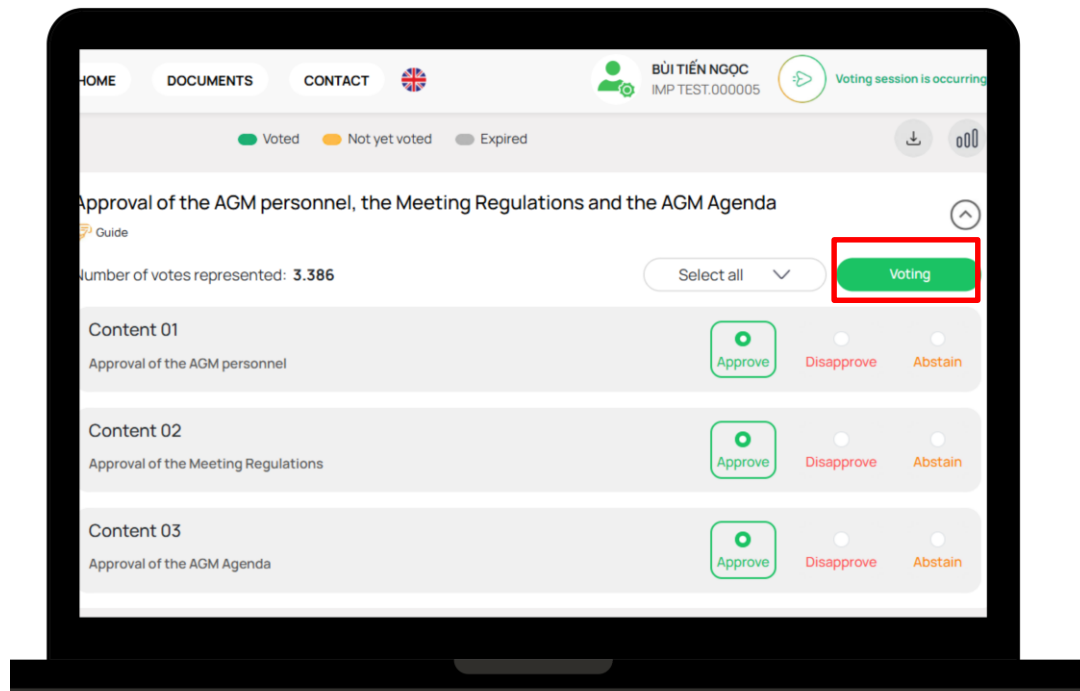 HOME DOCUMENTS CONTACT BÙI TIẾN NGỌC
IMP TEST.000005
Voting session is occurring
Voted Not yet voted Expired
Approval of the AGM personnel, the Meeting Regulations and the AGM Agenda
Guide
Number of votes represented: 3.386 Select all Voting
Content 01
Approval of the AGM personnel
Approve Disapprove Abstain
Content 02
Approval of the Meeting Regulations
Approve Disapprove Abstain
Content 03
Approval of the AGM Agenda
Approve Disapprove Abstain